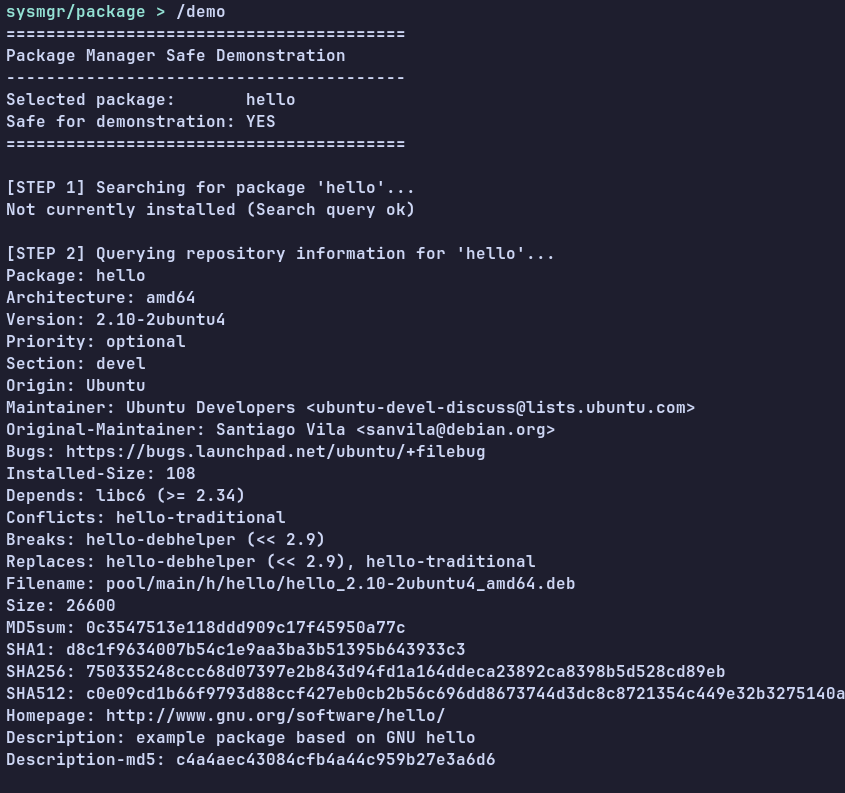 sysmgr/package > /demo
========================================
Package Manager Safe Demonstration
----------------------------------------
Selected package:       hello
Safe for demonstration: YES
========================================
[STEP 1] Searching for package 'hello'...
Not currently installed (Search query ok)
[STEP 2] Querying repository information for 'hello'...
Package: hello
Architecture: amd64
Version: 2.10-2ubuntu4
Priority: optional
Section: devel
Origin: Ubuntu
Maintainer: Ubuntu Developers <ubuntu-devel-discuss@lists.ubuntu.com>
Original-Maintainer: Santiago Vila <sanvila@debian.org>
Bugs: https://bugs.launchpad.net/ubuntu/+filebug
Installed-Size: 108
Depends: libc6 (>= 2.34)
Conflicts: hello-traditional
Breaks: hello-debhelper (<< 2.9)
Replaces: hello-debhelper (<< 2.9), hello-traditional
Filename: pool/main/h/hello/hello_2.10-2ubuntu4_amd64.deb
Size: 26600
MD5sum: 0c3547513e118ddd909c17f45950a77c
SHA1: d8c1f9634007b54c1e9aa3ba3b51395b643933c3
SHA256: 750335248ccc68d07397e2b843d94fd1a164ddeca23892ca8398b5d528cd89eb
SHA512: c0e09cd1b66f9793d88ccf427eb0cb2b56c696dd8673744d3dc8c8721354c449e32b3275140a
Homepage: http://www.gnu.org/software/hello/
Description: example package based on GNU hello
Description-md5: c4a4aec43084cfb4a44c959b27e3a6d6